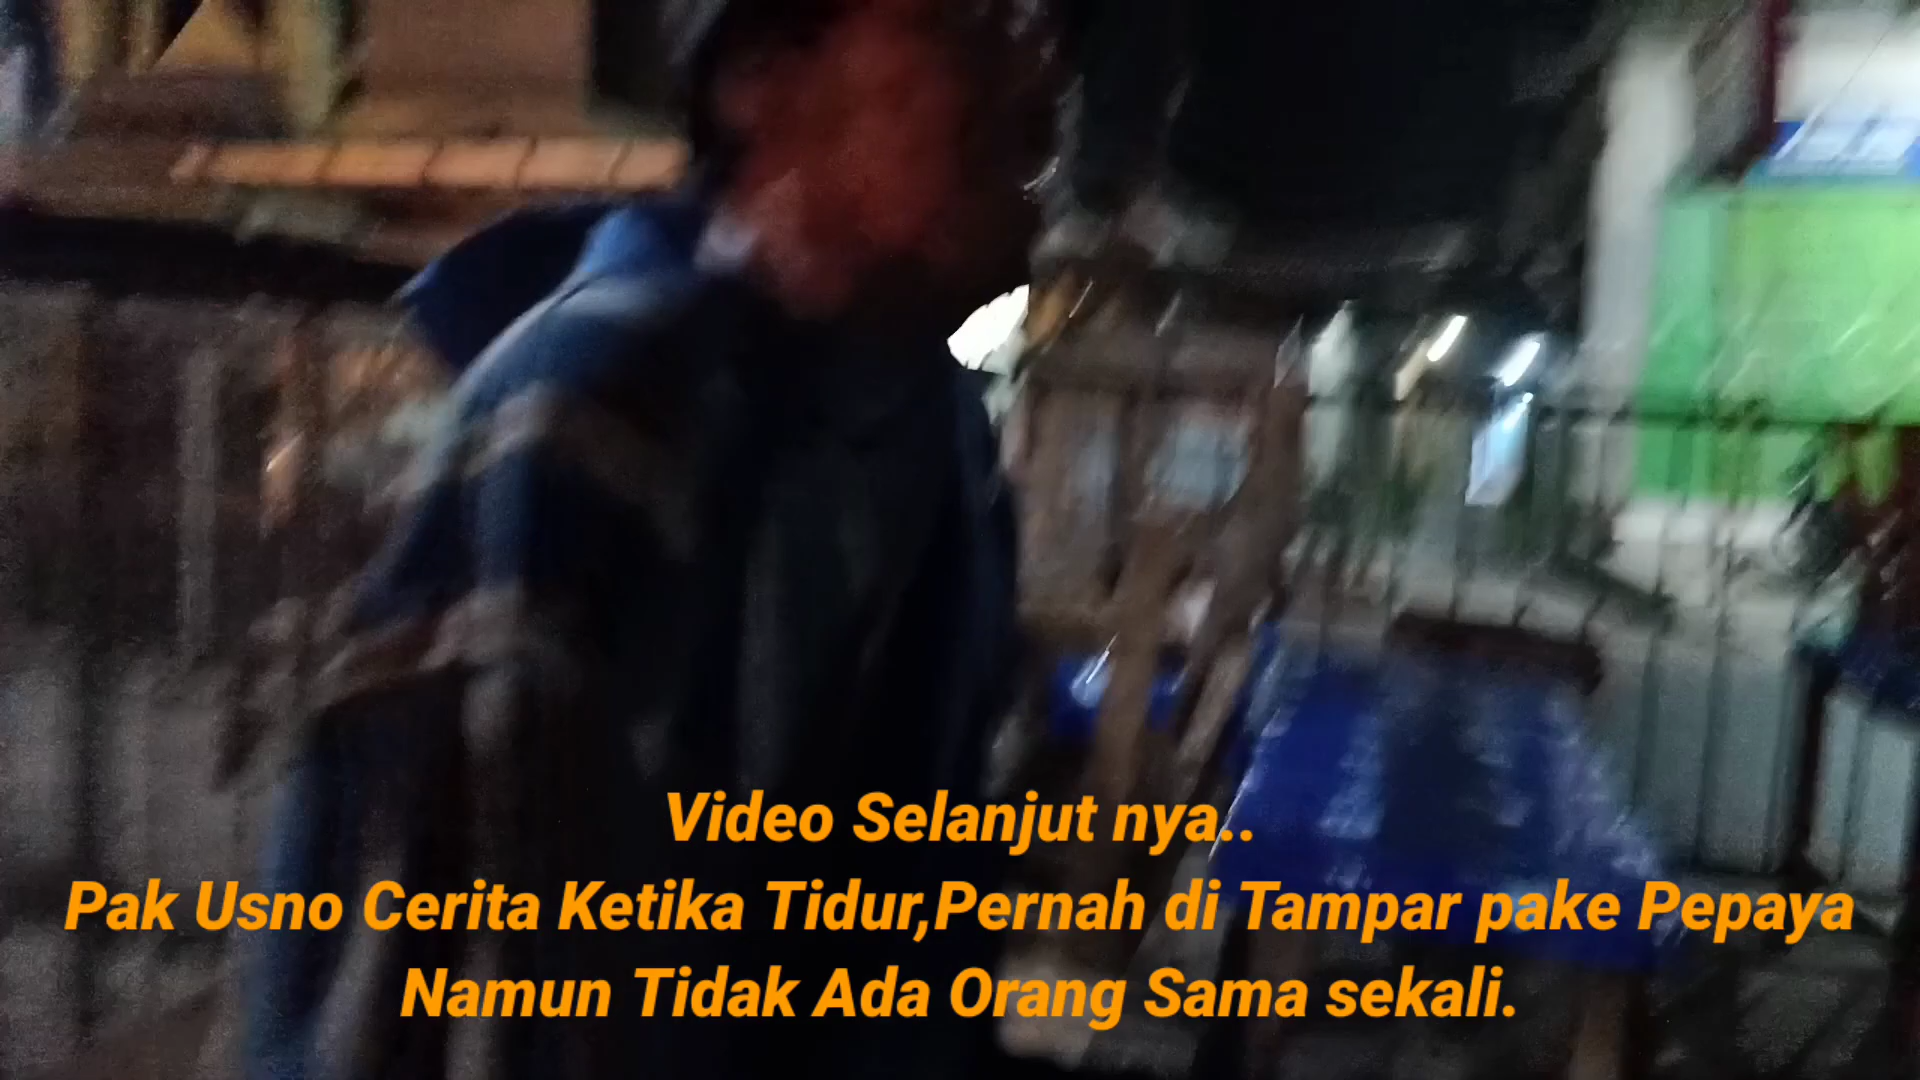 Video Selanjut nya..
Pak Usno Cerita Ketika Tidur,Pernah di Tampar pake Pepaya
Namun Tidak Ada Orang Sama sekali.